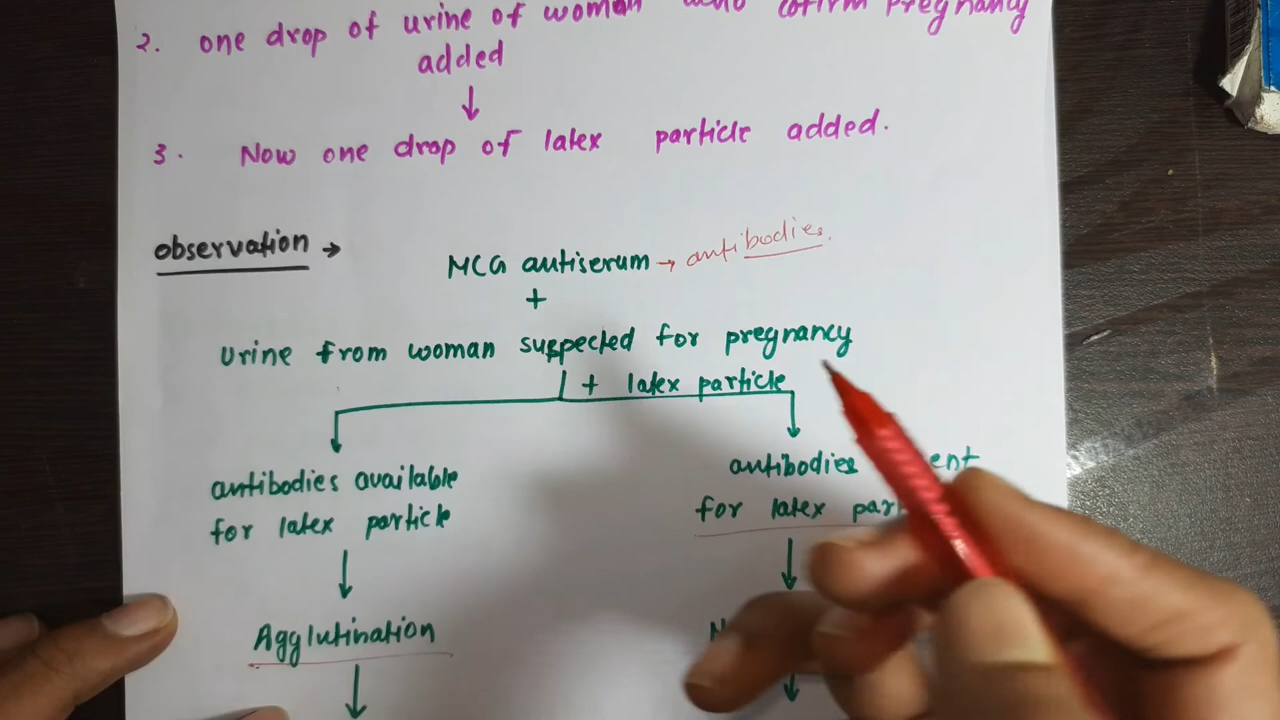 2. one drop of urine of woman pregnancy
added
3. Now one drop of latex particle added.
observation →
HCG antiserum → antibodies.
+
urine from woman suspected for pregnancy
+ latex particle
antibodies available
for latex particle
antibodies
for latex
Agglutination